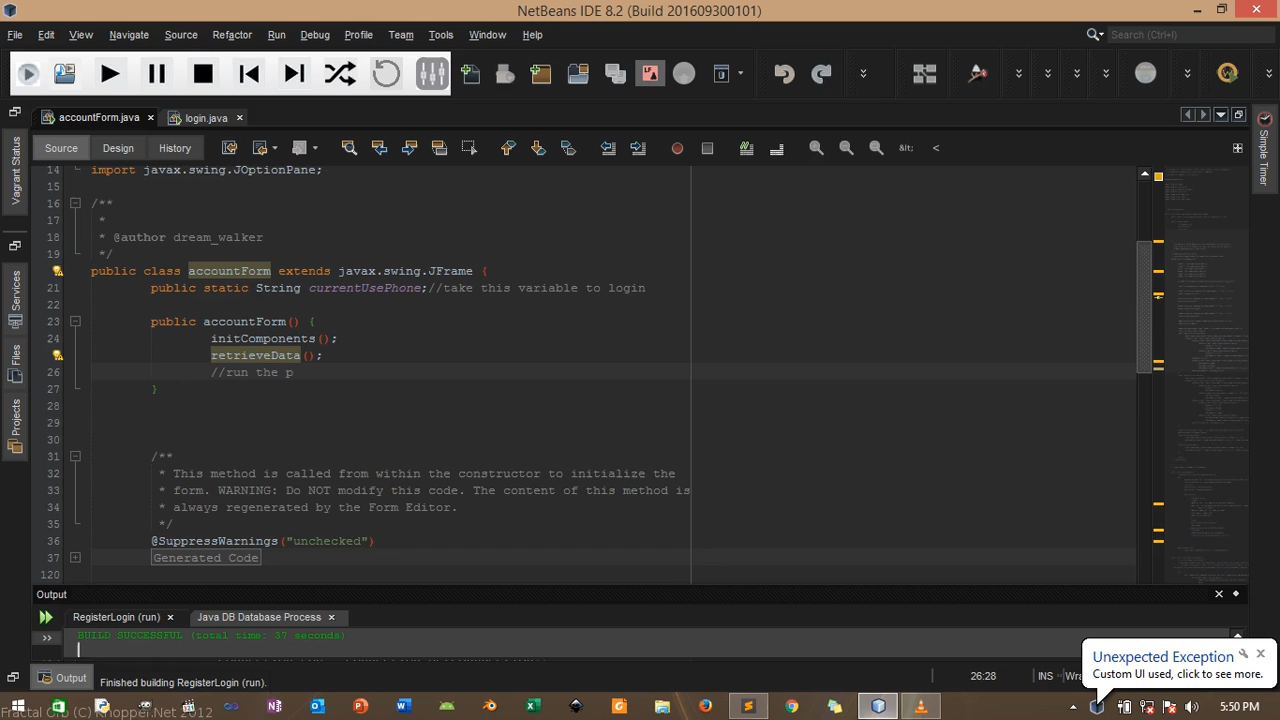 NetBeans IDE 8.2 (Build 201609300101)
File Edit View Navigate Source Refactor Run Debug Profile Team Tools Window Help
Search (Ctrl+I)
accountForm.java
login.java
Source Design History
&lt; <
14 import javax.swing.JOptionPane;
15
16 /**
17 *
18 * @author dream_walker
19 */
public class accountForm extends javax.swing.JFrame {
21 public static String currentUsePhone;//take this variable to login
22
23 public accountForm() {
24 initComponents();
retrieveData();
26 //run the p
27 }
28
29
30
31 /**
32 * This method is called from within the constructor to initialize the
33 * form. WARNING: Do NOT modify this code. The content of this method is
34 * always regenerated by the Form Editor.
35 */
36 @SuppressWarnings("unchecked")
37 Generated Code
120
Vagrant Status
Services
Files
Projects
Simple Timer
Output
RegisterLogin (run)
Java DB Database Process
BUILD SUCCESSFUL (total time: 37 seconds)
Output
Finished building RegisterLogin (run).
26:28
INS
Unexpected Exception
Custom UI used, click to see more.
Fractal Orb (C) Knopper.Net 2012
5:50 PM